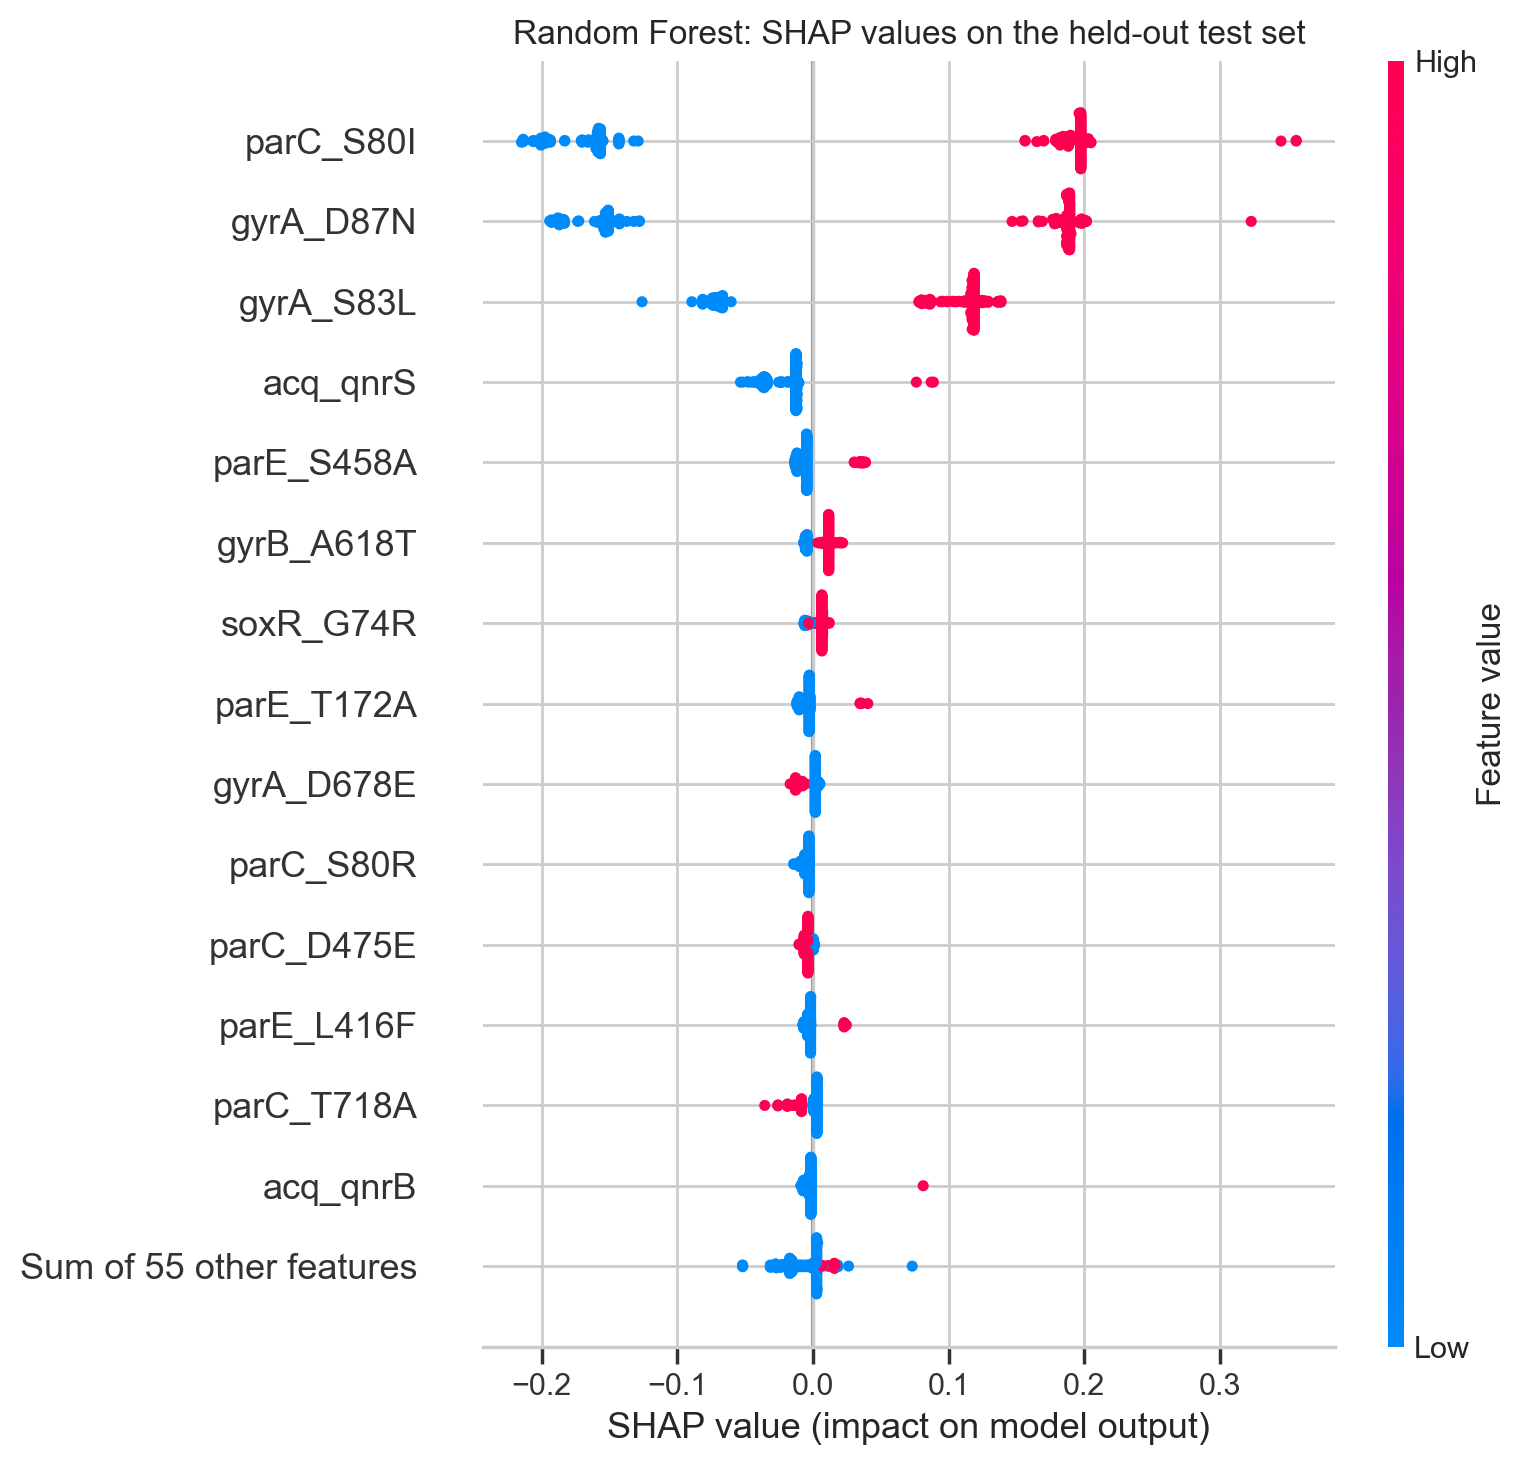 Random Forest: SHAP values on the held-out test set
High
parC_S80I
gyrA_D87N
gyrA_S83L
acq_qnrS
parE_S458A
gyrB_A618T
soxR_G74R
parE_T172A
gyrA_D678E
parC_S80R
parC_D475E
parE_L416F
parC_T718A
acq_qnrB
Sum of 55 other features
Feature value
Low
−0.2 −0.1 0.0 0.1 0.2 0.3
SHAP value (impact on model output)